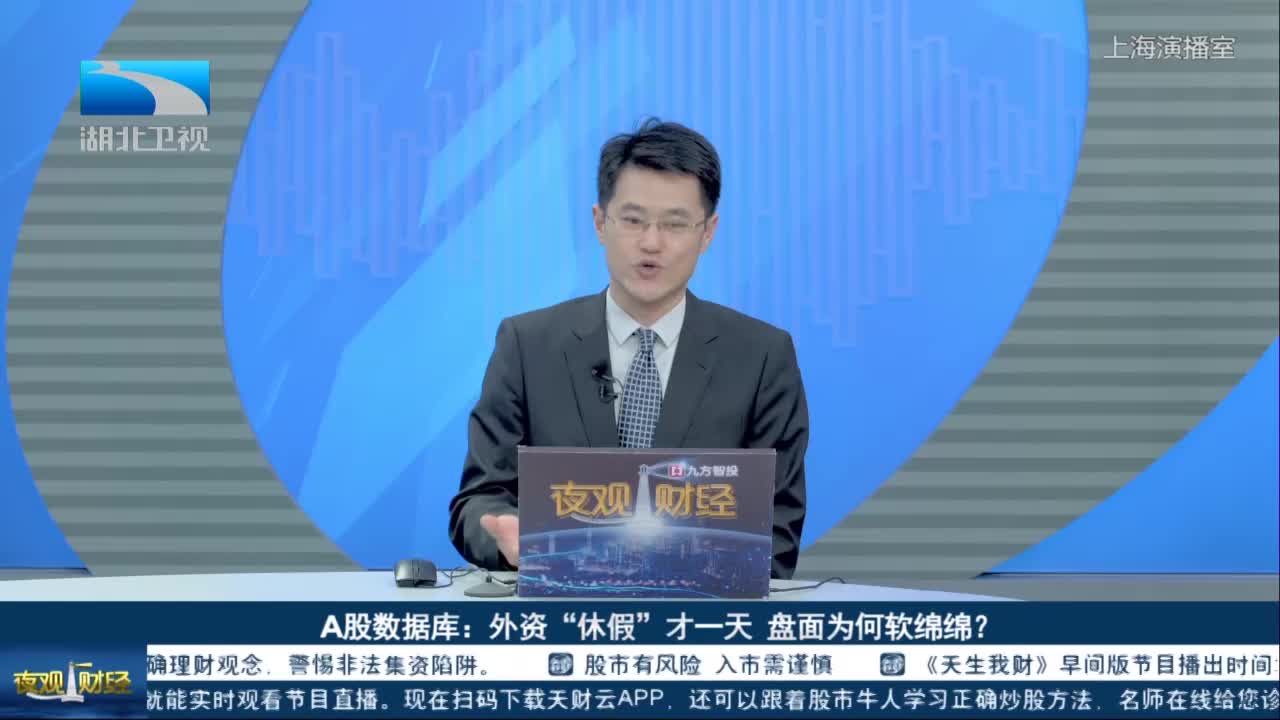 上海演播室
湖北卫视
九方智投
夜观财经
A股数据库：外资“休假”才一天 盘面为何软绵绵？
确理财观念，警惕非法集资陷阱。 股市有风险 入市需谨慎 《天生我财》早间版节目播出时间
夜观财经
就能实时观看节目直播。现在扫码下载天财云APP，还可以跟着股市牛人学习正确炒股方法，名师在线给您诊